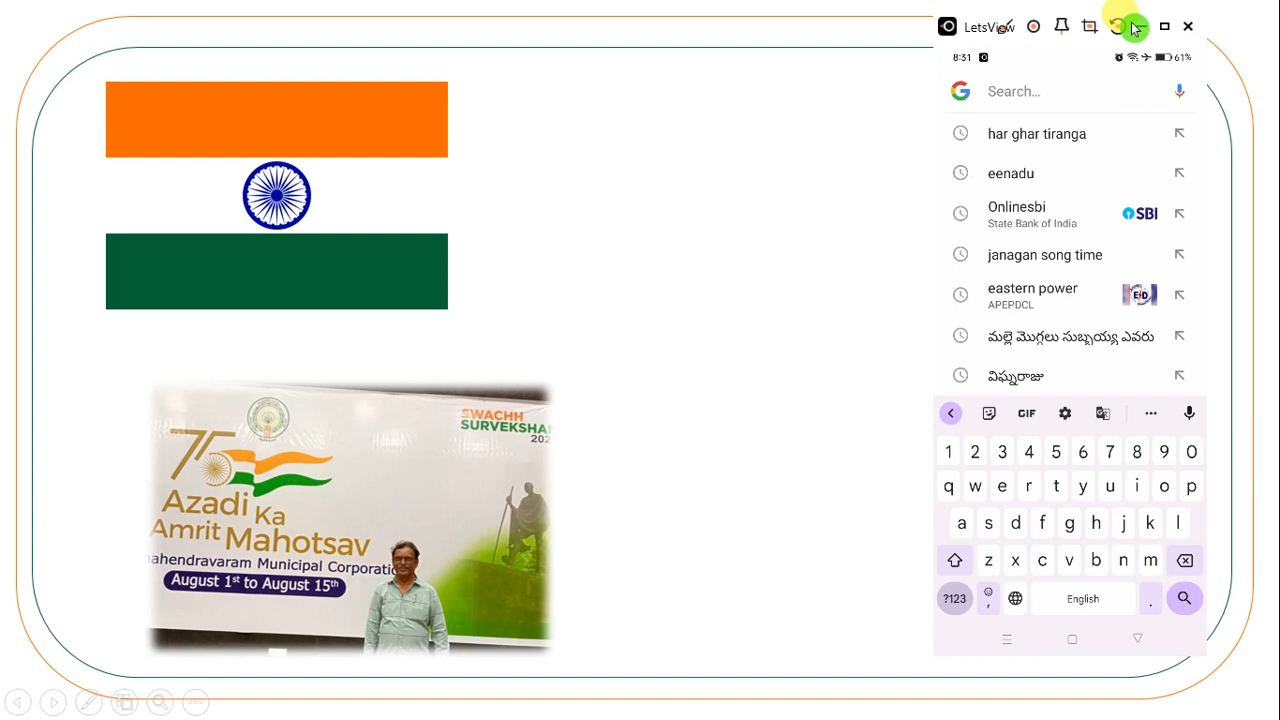 LetsView
8:31
61%
Search...
har ghar tiranga
eenadu
Onlinesbi
State Bank of India
SBI
janagan song time
eastern power
APEPDCL
మల్లె మొగ్గలు సుబ్బయ్య ఎవరు
విఘ్నరాజు
GIF
1 2 3 4 5 6 7 8 9 0
q w e r t y u i o p
a s d f g h j k l
z x c v b n m
?123 , English .
SWACHH
SURVEKSHA
202
75
Azadi Ka
Amrit Mahotsav
ahendravaram Municipal Corporatio
August 1st to August 15th